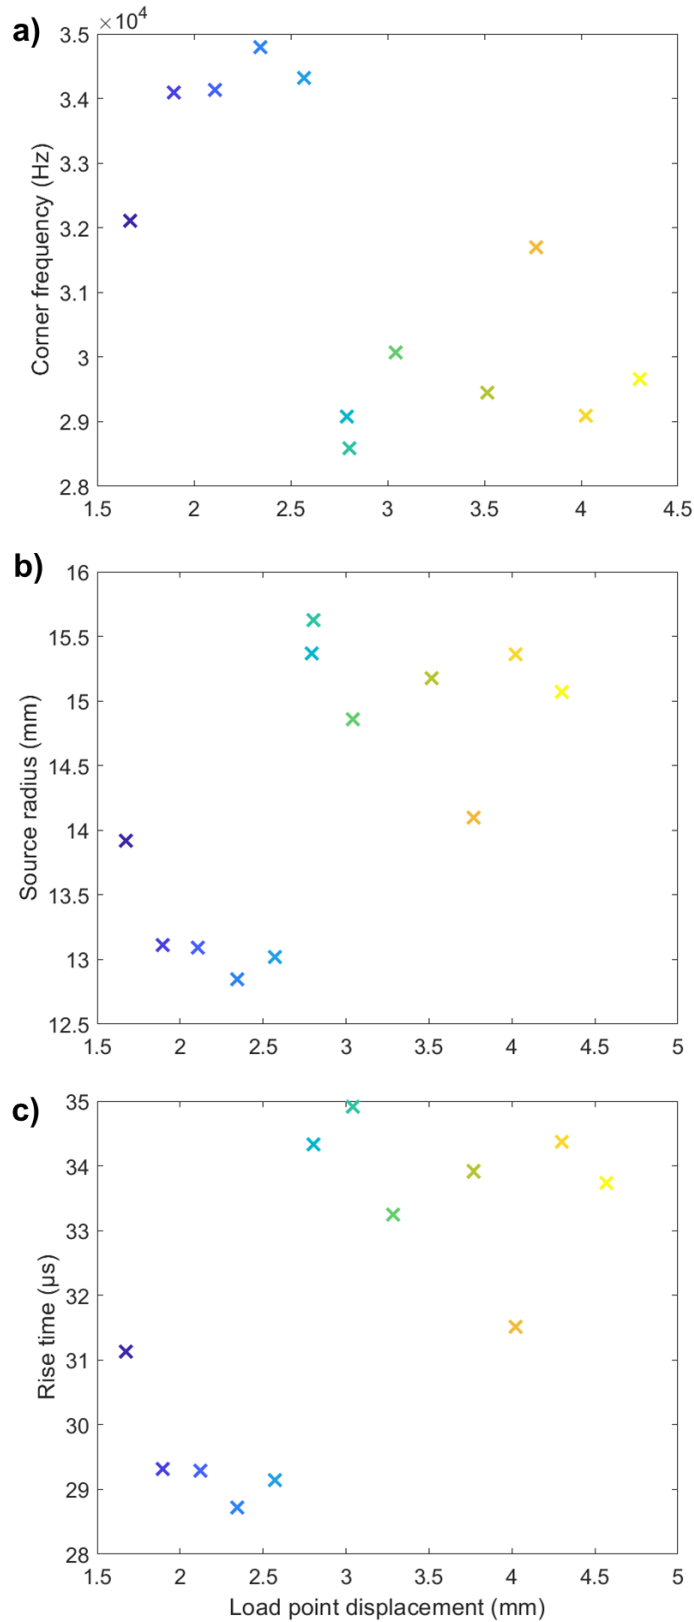 a)
×10⁴
3.5
3.4
3.3
3.2
3.1
3
2.9
2.8
Corner frequency (Hz)
1.5 2 2.5 3 3.5 4 4.5
b)
16
15.5
15
14.5
14
13.5
13
12.5
Source radius (mm)
1.5 2 2.5 3 3.5 4 4.5 5
c)
35
34
33
32
31
30
29
28
Rise time (μs)
1.5 2 2.5 3 3.5 4 4.5 5
Load point displacement (mm)